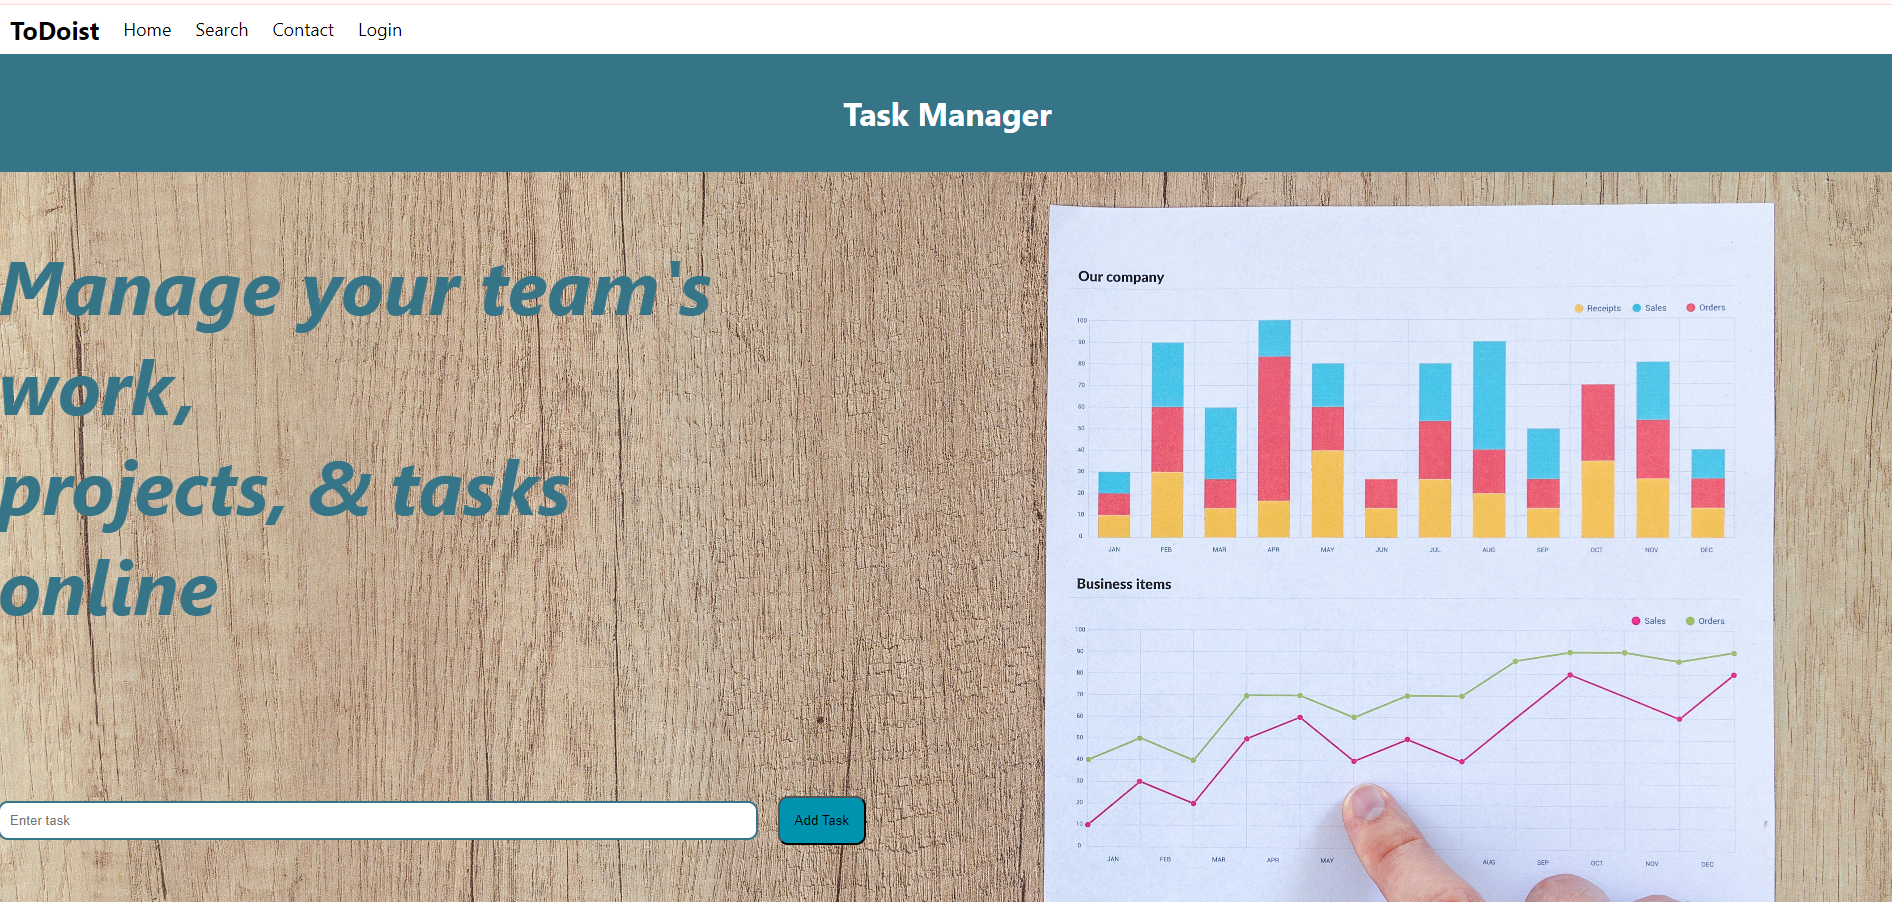 ToDoist Home Search Contact Login
Task Manager
Manage your team's
work,
projects, & tasks
online
Enter task
Add Task
Our company
Receipts Sales Orders
100
90
80
70
60
50
40
30
20
10
0
JAN FEB MAR APR MAY JUN JUL AUG SEP OCT NOV DEC
Business items
Sales Orders
100
90
80
70
60
50
40
30
20
10
0
JAN FEB MAR APR MAY AUG SEP OCT NOV DEC